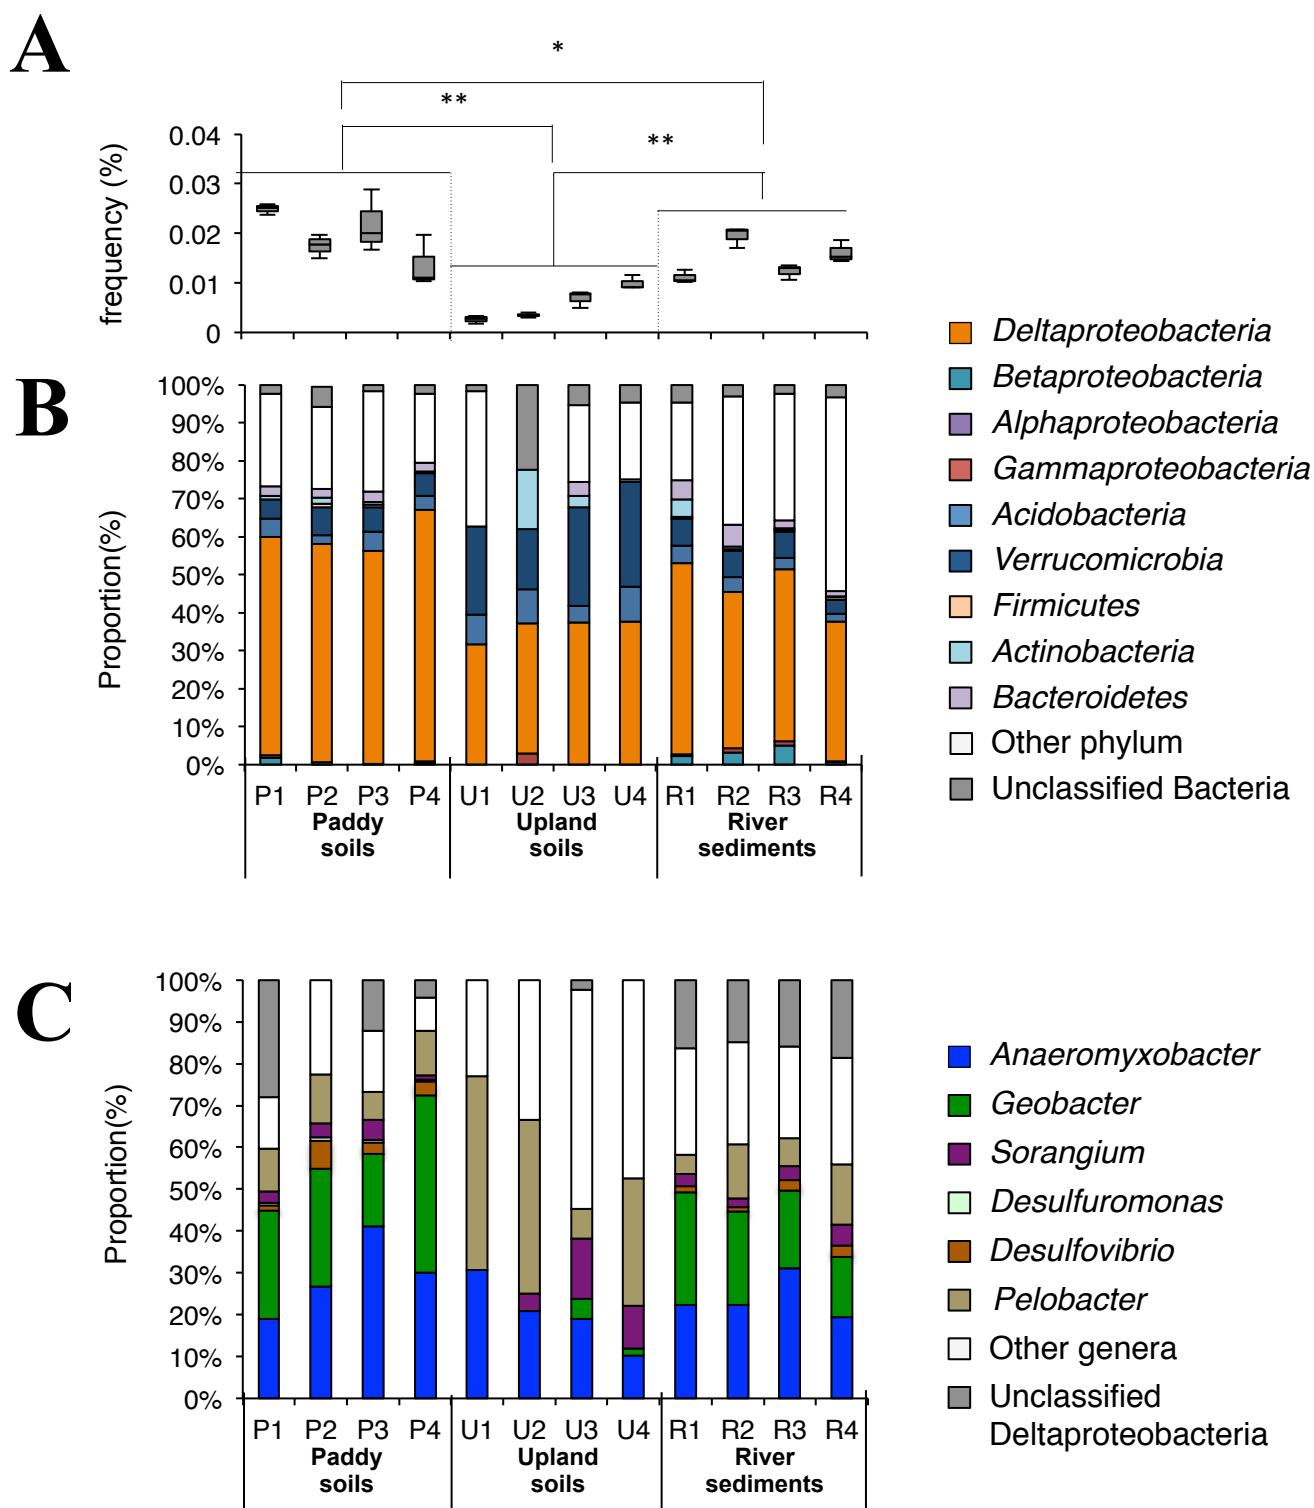 A
*
**
**
frequency (%)
0.04
0.03
0.02
0.01
0
B
Proportion(%)
100%
90%
80%
70%
60%
50%
40%
30%
20%
10%
0%
P1 P2 P3 P4 U1 U2 U3 U4 R1 R2 R3 R4
Paddy soils
Upland soils
River sediments
Deltaproteobacteria
Betaproteobacteria
Alphaproteobacteria
Gammaproteobacteria
Acidobacteria
Verrucomicrobia
Firmicutes
Actinobacteria
Bacteroidetes
Other phylum
Unclassified Bacteria
C
Proportion(%)
100%
90%
80%
70%
60%
50%
40%
30%
20%
10%
0%
P1 P2 P3 P4 U1 U2 U3 U4 R1 R2 R3 R4
Paddy soils
Upland soils
River sediments
Anaeromyxobacter
Geobacter
Sorangium
Desulfuromonas
Desulfovibrio
Pelobacter
Other genera
Unclassified
Deltaproteobacteria